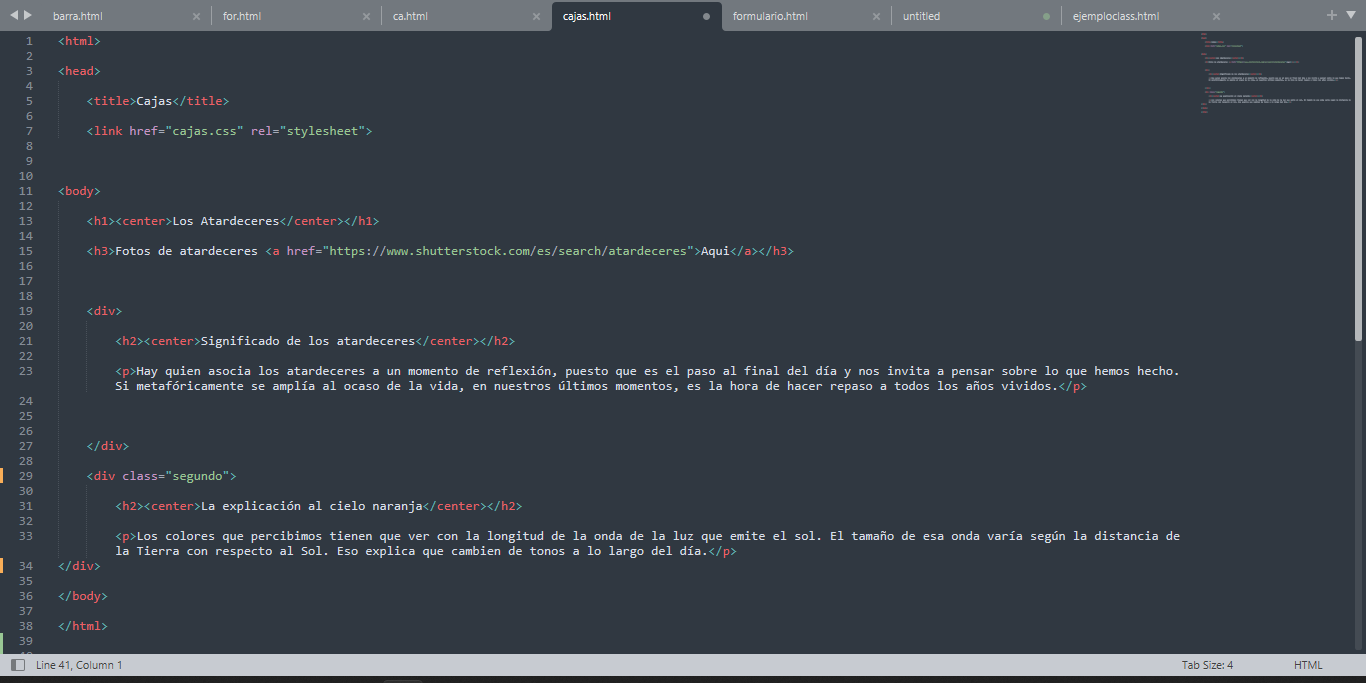 barra.html
for.html
ca.html
cajas.html
formulario.html
untitled
ejemploclass.html
1 <html>
2
3 <head>
4
5 <title>Cajas</title>
6
7 <link href="cajas.css" rel="stylesheet">
8
9
10
11 <body>
12
13 <h1><center>Los Atardeceres</center></h1>
14
15 <h3>Fotos de atardeceres <a href="https://www.shutterstock.com/es/search/atardeceres">Aqui</a></h3>
16
17
18
19 <div>
20
21 <h2><center>Significado de los atardeceres</center></h2>
22
23 <p>Hay quien asocia los atardeceres a un momento de reflexión, puesto que es el paso al final del día y nos invita a pensar sobre lo que hemos hecho.
Si metafóricamente se amplía al ocaso de la vida, en nuestros últimos momentos, es la hora de hacer repaso a todos los años vividos.</p>
24
25
26
27 </div>
28
29 <div class="segundo">
30
31 <h2><center>La explicación al cielo naranja</center></h2>
32
33 <p>Los colores que percibimos tienen que ver con la longitud de la onda de la luz que emite el sol. El tamaño de esa onda varía según la distancia de
la Tierra con respecto al Sol. Eso explica que cambien de tonos a lo largo del día.</p>
34 </div>
35
36 </body>
37
38 </html>
39
Line 41, Column 1
Tab Size: 4
HTML